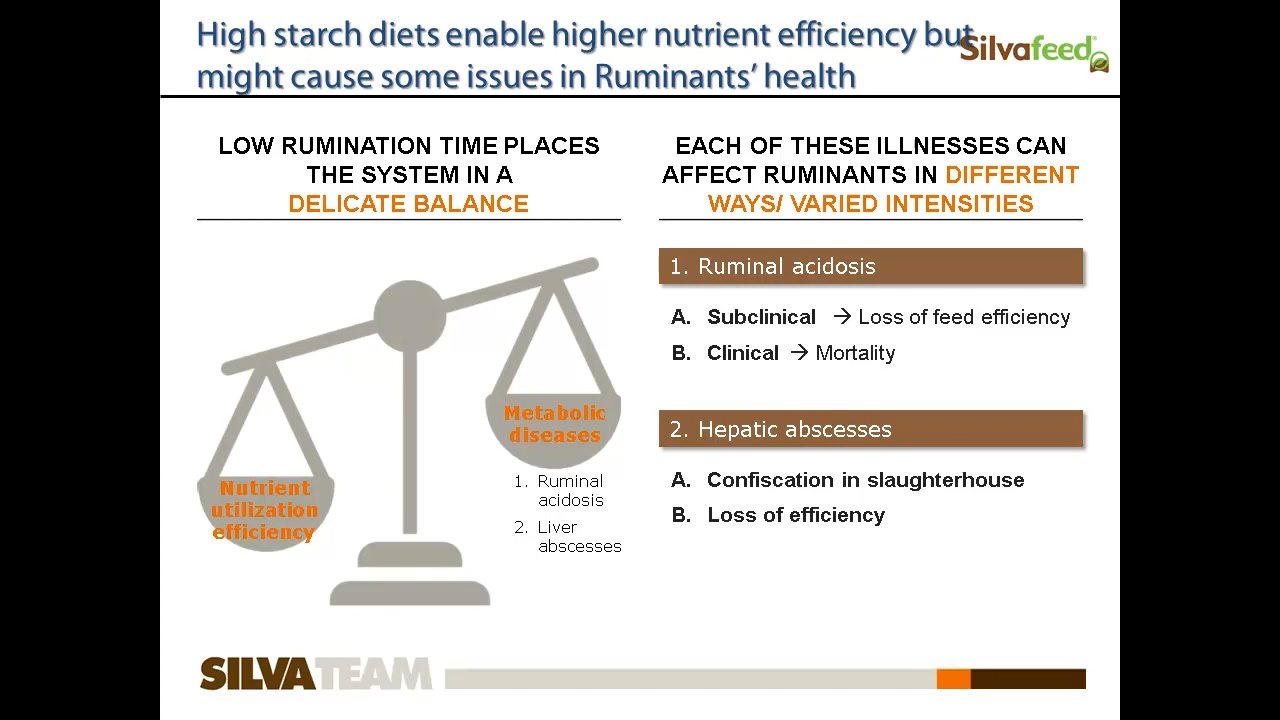 High starch diets enable higher nutrient efficiency but
might cause some issues in Ruminants' health
Silvafeed®
LOW RUMINATION TIME PLACES
THE SYSTEM IN A
DELICATE BALANCE
Metabolic
diseases
1. Ruminal
acidosis
2. Liver
abscesses
Nutrient
utilization
efficiency
EACH OF THESE ILLNESSES CAN
AFFECT RUMINANTS IN DIFFERENT
WAYS/ VARIED INTENSITIES
1. Ruminal acidosis
A. Subclinical → Loss of feed efficiency
B. Clinical → Mortality
2. Hepatic abscesses
A. Confiscation in slaughterhouse
B. Loss of efficiency
SILVATEAM